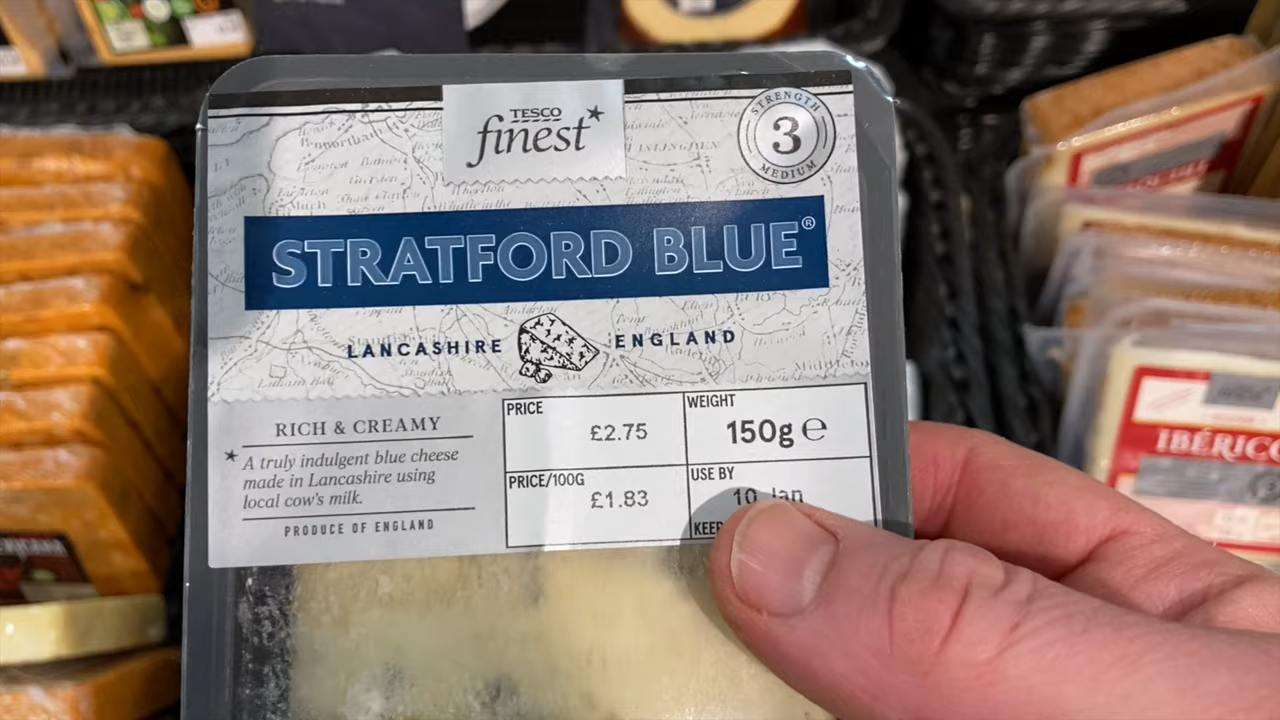 TESCO
finest*
STRENGTH
3
MEDIUM
STRATFORD BLUE®
LANCASHIRE ENGLAND
RICH & CREAMY
* A truly indulgent blue cheese
made in Lancashire using
local cow's milk.
PRODUCE OF ENGLAND
PRICE
£2.75
WEIGHT
150g ℮
PRICE/100G
£1.83
USE BY
10 Jan
KEEP
IBÉRICO